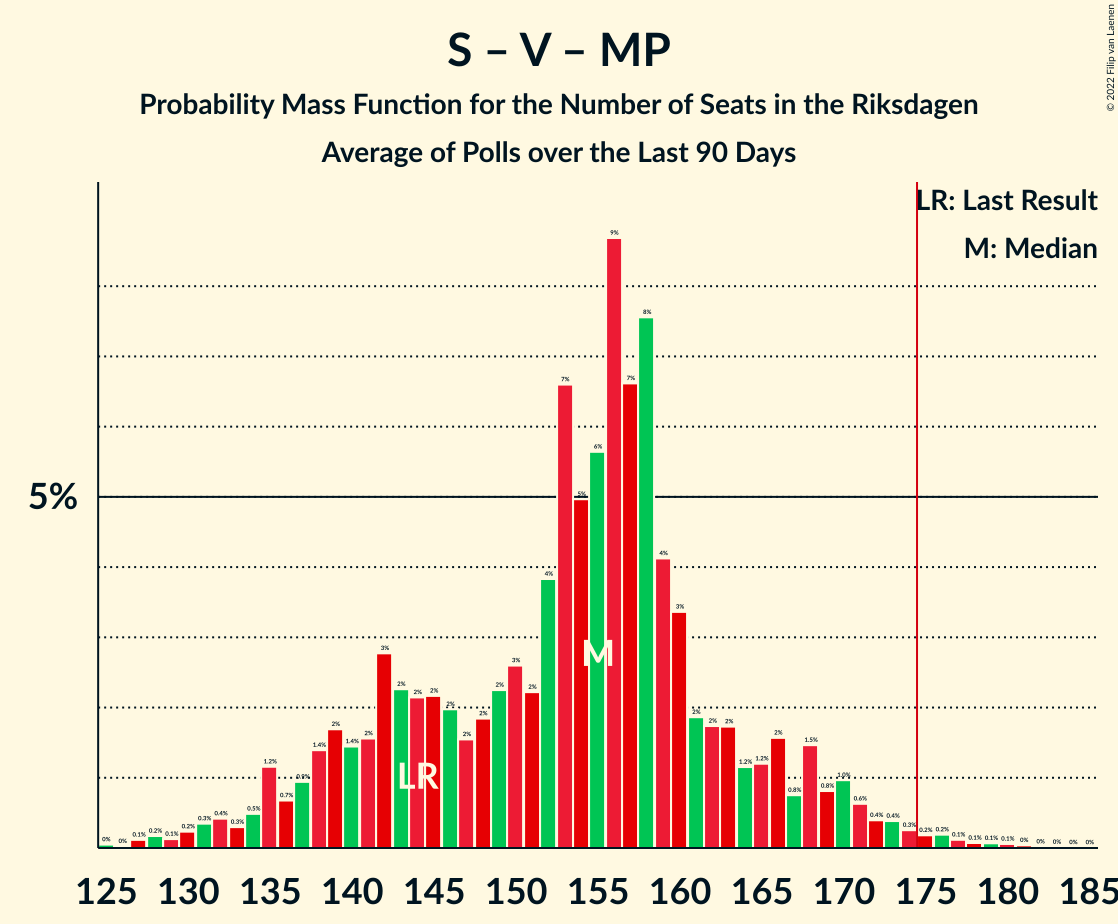 S – V – MP
Probability Mass Function for the Number of Seats in the Riksdagen
Average of Polls over the Last 90 Days
© 2022 Filip van Laenen
LR: Last Result
M: Median
5%
0% 0% 0.1% 0.2% 0.1% 0.2% 0.3% 0.4% 0.3% 0.5% 1.2% 0.7% 0.9% 1.4% 2% 1.4% 2% 3% 2% 2% 2% 2% 2% 2% 2% 3% 2% 4% 7% 5% 6% 9% 7% 8% 4% 3% 2% 2% 2% 1.2% 1.2% 2% 0.8% 1.5% 0.8% 1.0% 0.6% 0.4% 0.4% 0.3% 0.2% 0.2% 0.1% 0.1% 0.1% 0.1% 0% 0% 0% 0% 0%
M
LR
125 130 135 140 145 150 155 160 165 170 175 180 185